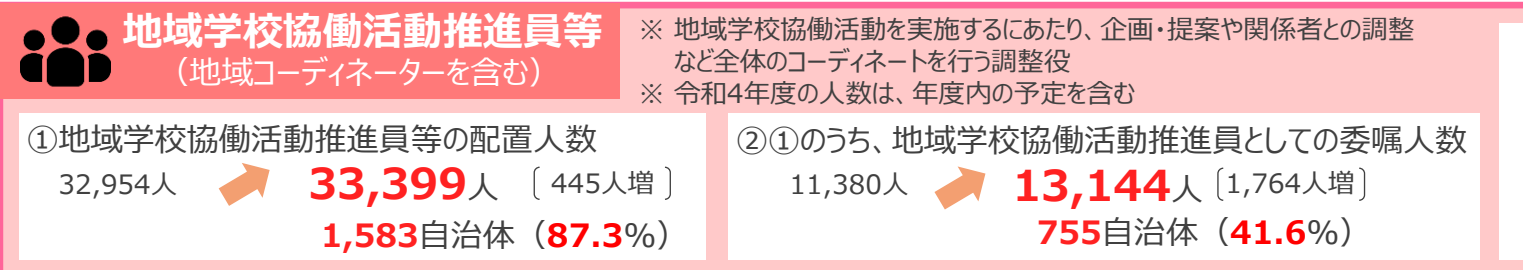 地域学校協働活動推進員等
（地域コーディネーターを含む）
※ 地域学校協働活動を実施するにあたり、企画・提案や関係者との調整
など全体のコーディネートを行う調整役
※ 令和4年度の人数は、年度内の予定を含む
①地域学校協働活動推進員等の配置人数
32,954人 33,399人 〔 445人増 〕
1,583自治体（87.3%）
②①のうち、地域学校協働活動推進員としての委嘱人数
11,380人 13,144人 〔1,764人増〕
755自治体（41.6%）